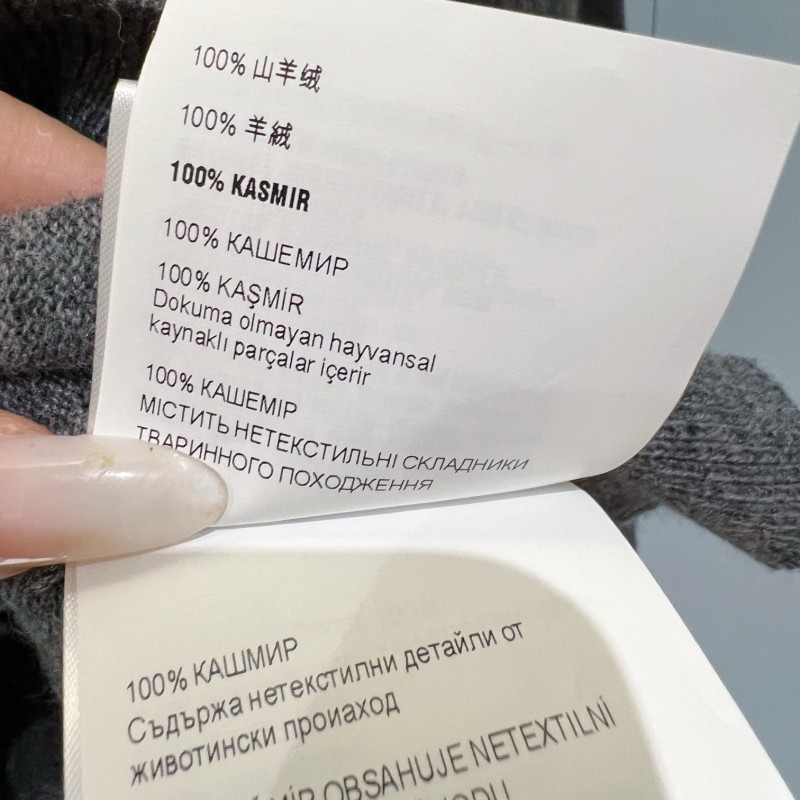 100% 山羊绒
100% 羊絨
100% KASMIR
100% КАШЕМИР
100% KAŞMİR
Dokuma olmayan hayvansal
kaynaklı parçalar içerir
100% КАШЕМІР
МІСТИТЬ НЕТЕКСТИЛЬНІ СКЛАДНИКИ
ТВАРИННОГО ПОХОДЖЕННЯ
100% КАШМИР
Съдържа нетекстилни детайли от
животински проиаход
OBSAHUJE NETEXTILNÍ